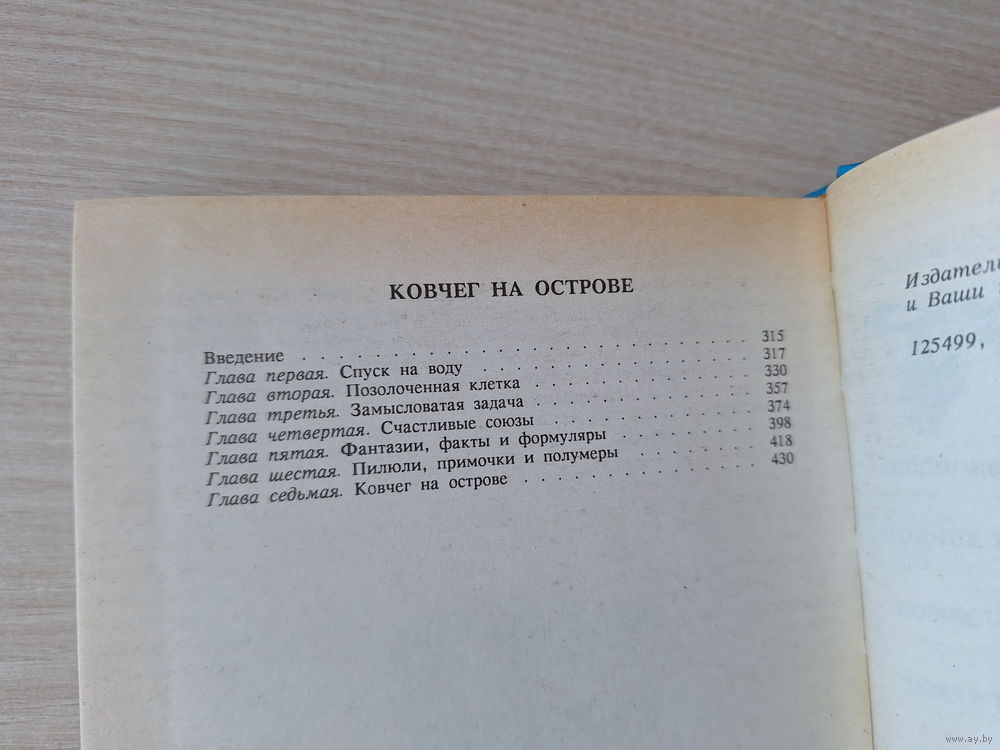 КОВЧЕГ НА ОСТРОВЕ
Введение . . . . . . . . . . . . . . . . . . . . . . . . 315
Глава первая. Спуск на воду . . . . . . . . . . . . . . . . 317
Глава вторая. Позолоченная клетка . . . . . . . . . . . . . 330
Глава третья. Замысловатая задача . . . . . . . . . . . . . 357
Глава четвертая. Счастливые союзы . . . . . . . . . . . . . 374
Глава пятая. Фантазии, факты и формуляры . . . . . . . . . 398
Глава шестая. Пилюли, примочки и полумеры . . . . . . . . 418
Глава седьмая. Ковчег на острове . . . . . . . . . . . . . 430
и Ваши
125499,
www.ay.by